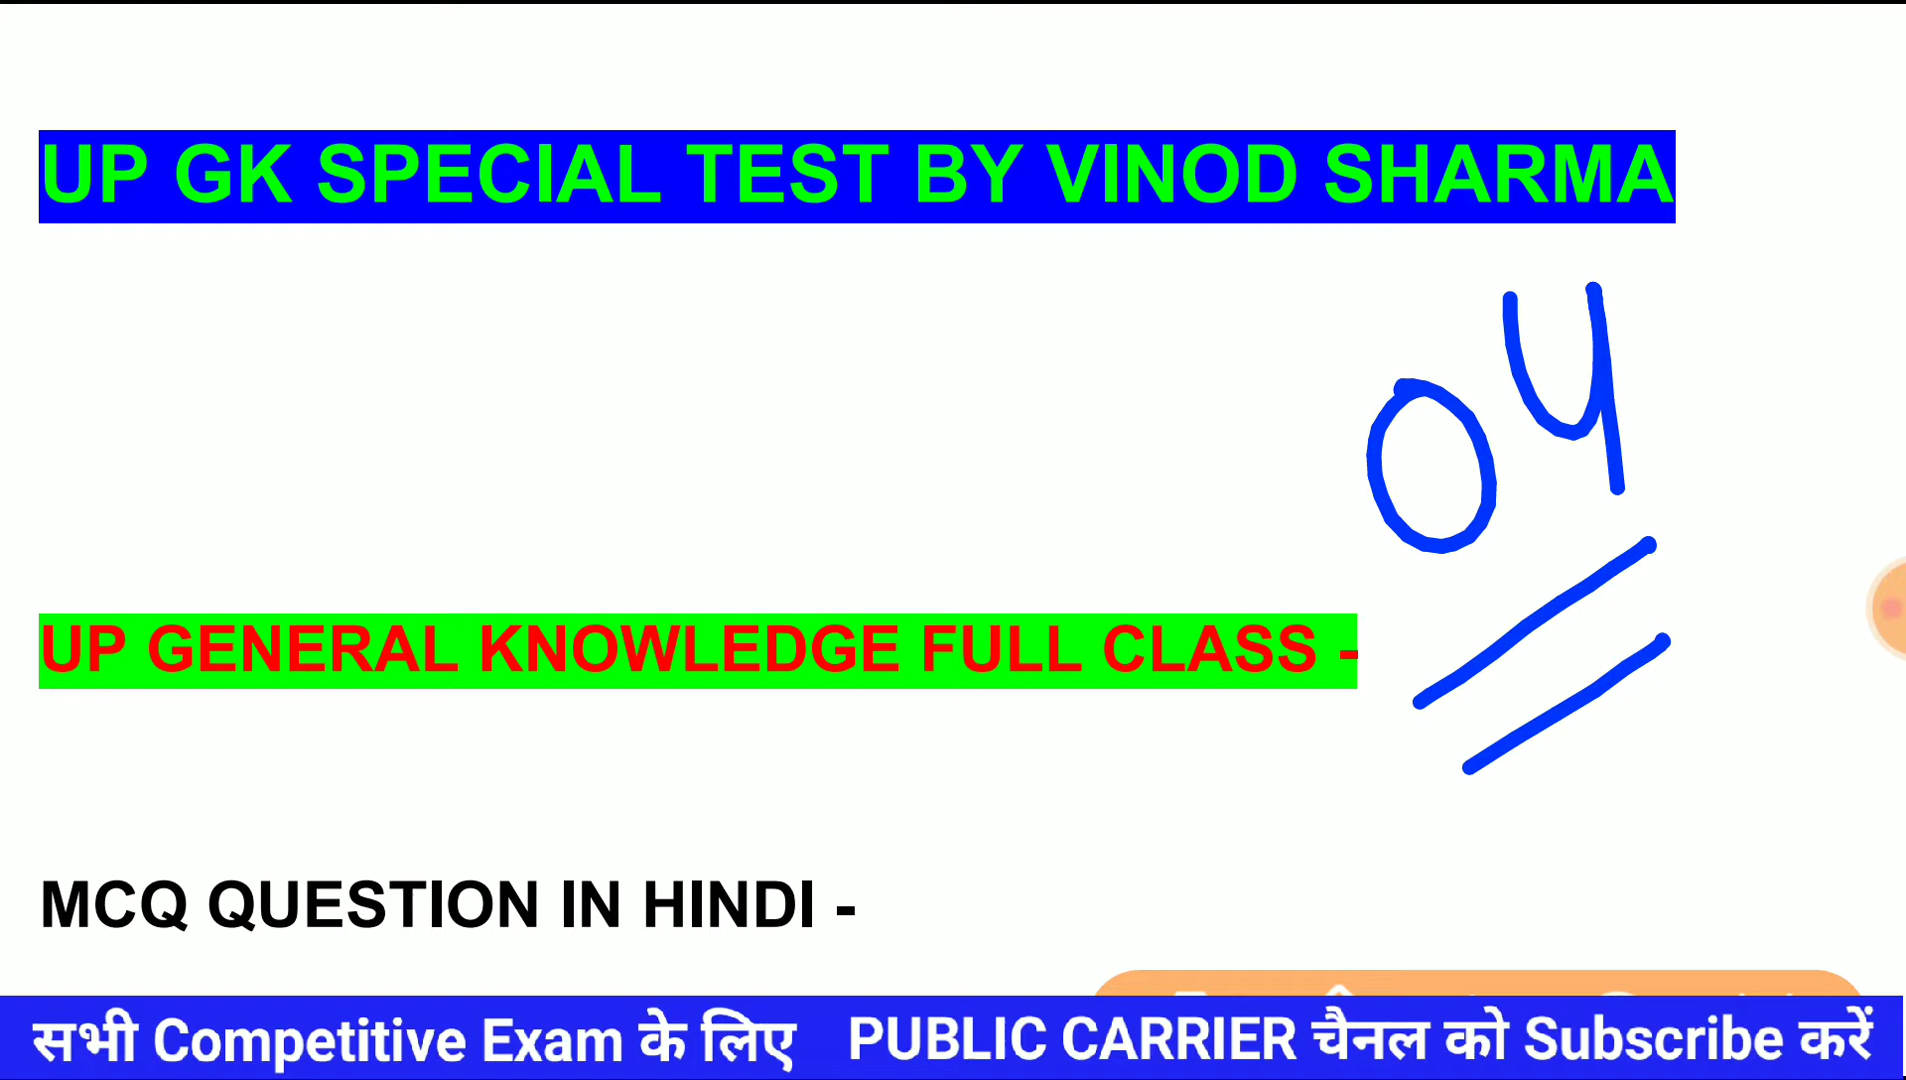 UP GK SPECIAL TEST BY VINOD SHARMA
04
UP GENERAL KNOWLEDGE FULL CLASS -
MCQ QUESTION IN HINDI -
सभी Competitive Exam के लिए PUBLIC CARRIER चैनल को Subscribe करें